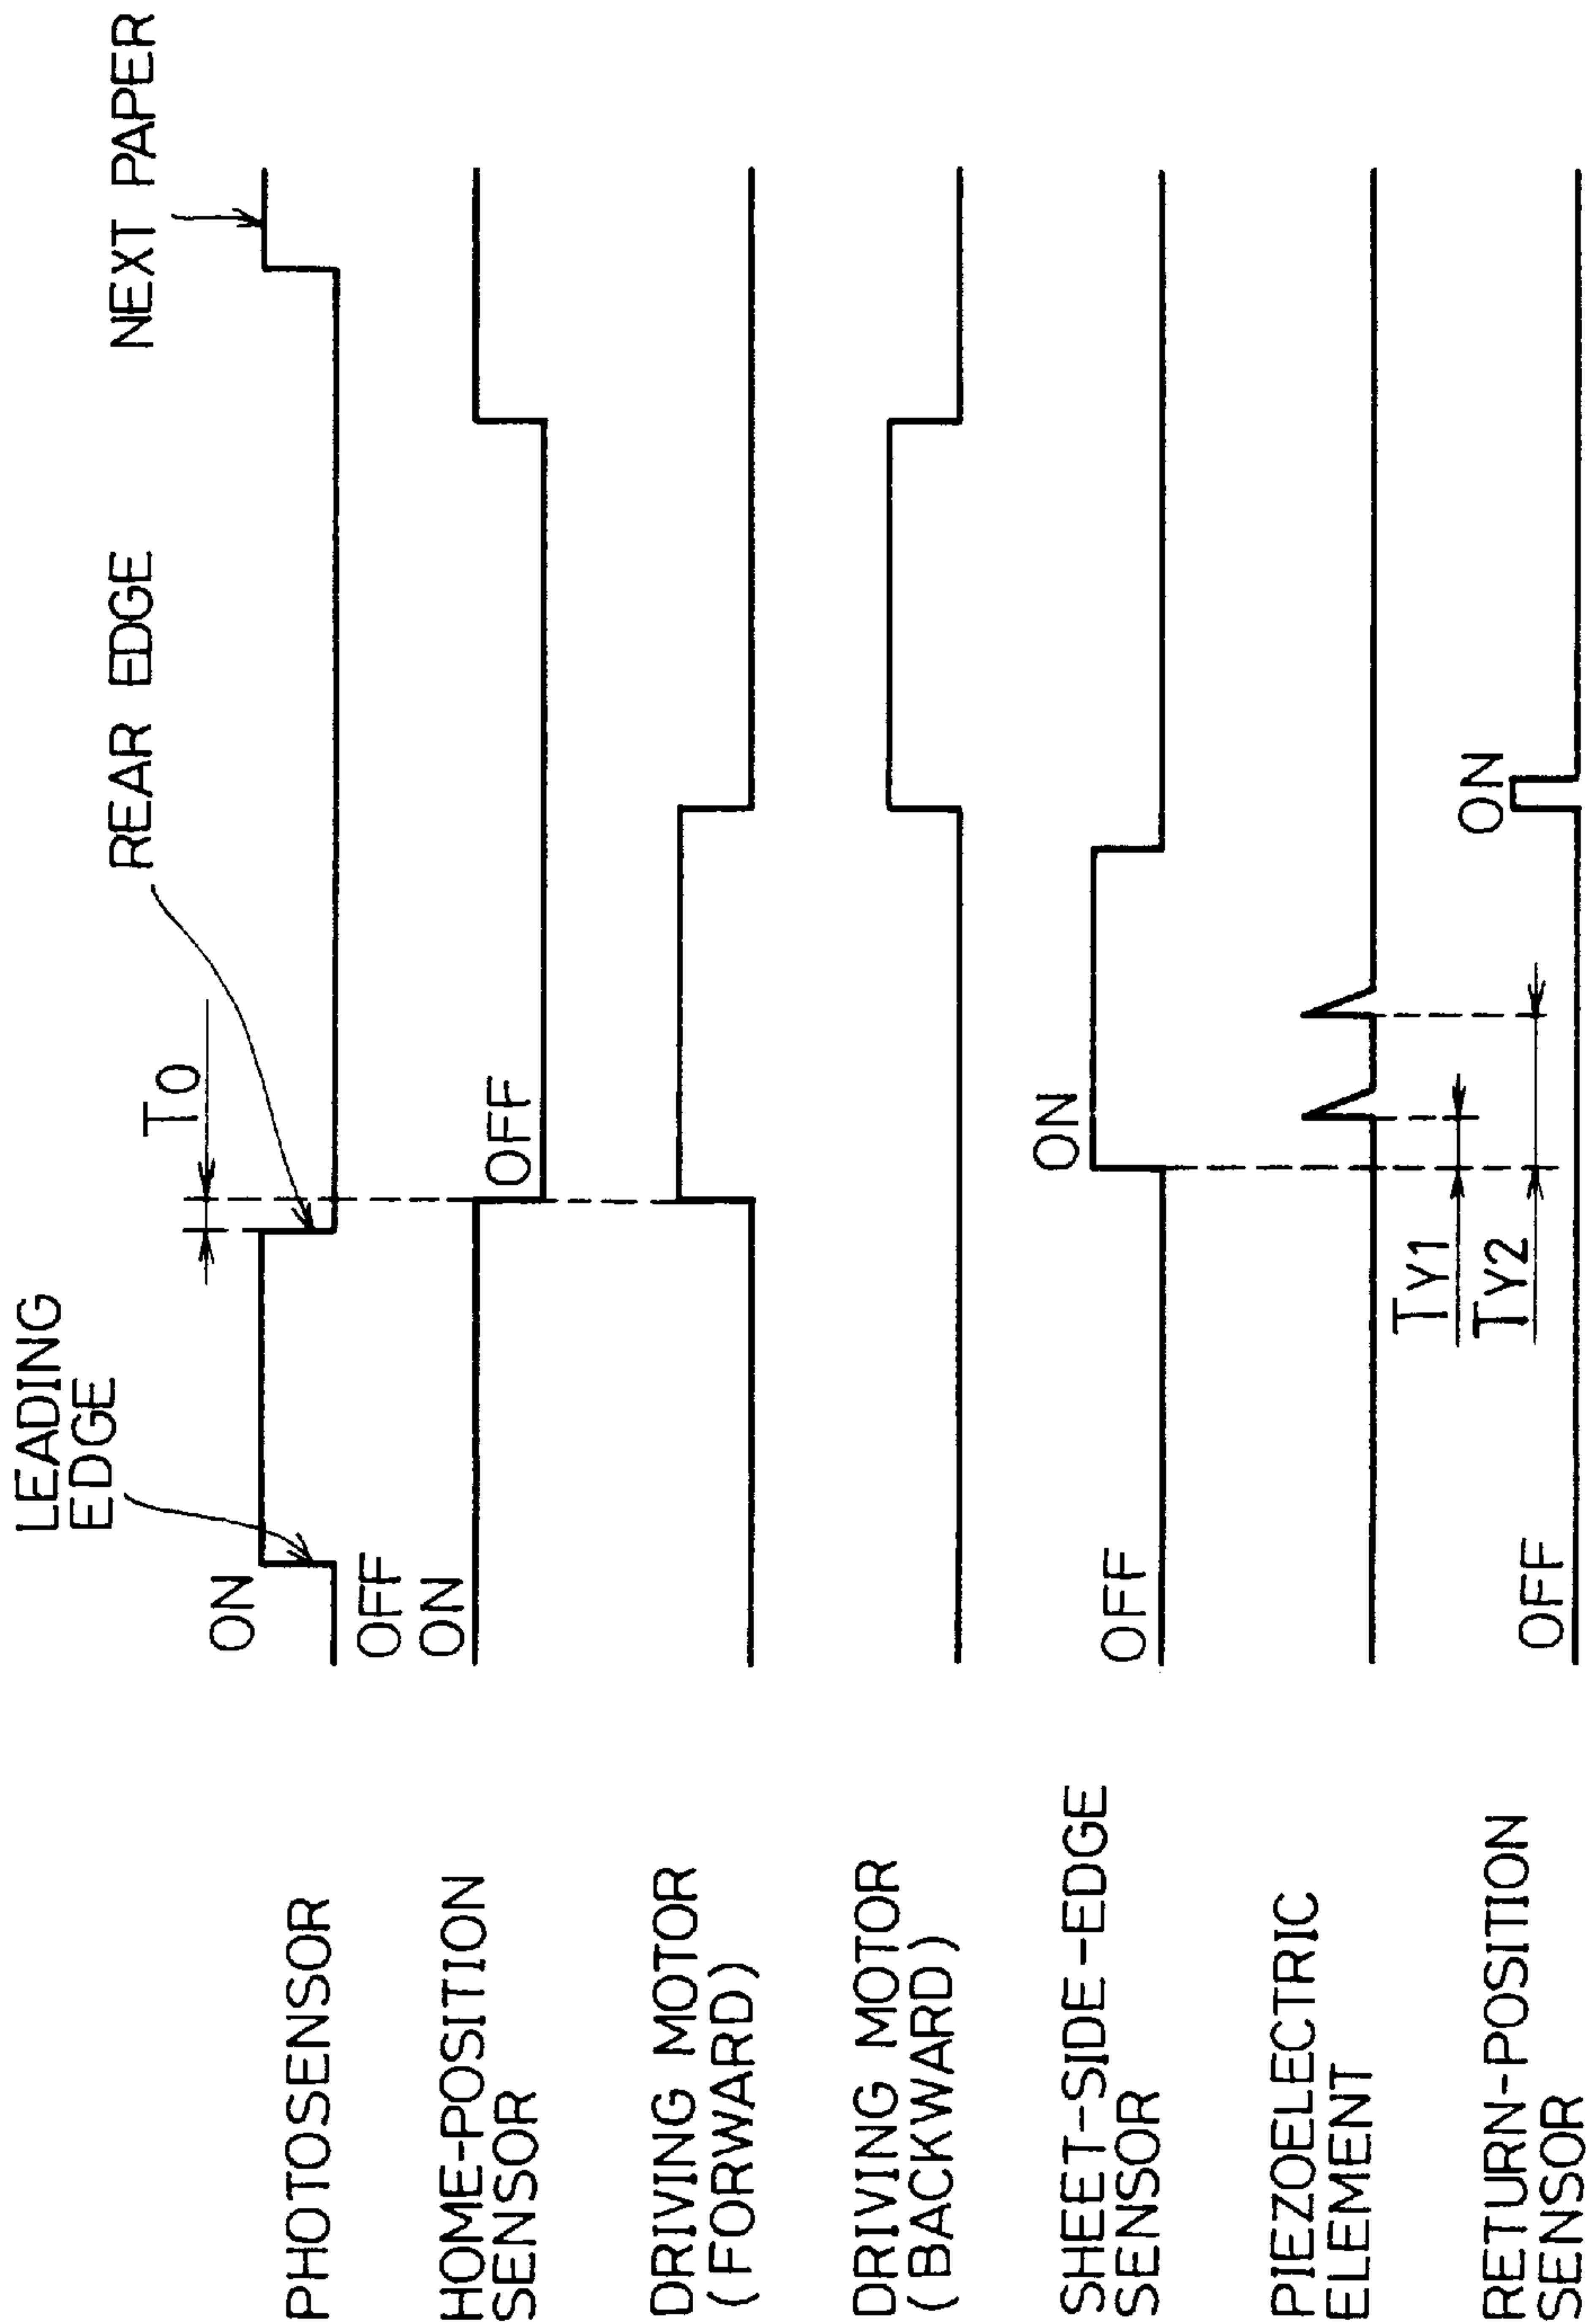 LEADING
EDGE
REAR EDGE
NEXT PAPER
T0
ON
PHOTOSENSOR
OFF
ON
HOME-POSITION
SENSOR
OFF
DRIVING MOTOR
(FORWARD)
DRIVING MOTOR
(BACKWARD)
ON
SHEET-SIDE-EDGE
SENSOR
OFF
PIEZOELECTRIC
ELEMENT
TY1
TY2
ON
RETURN-POSITION
SENSOR
OFF